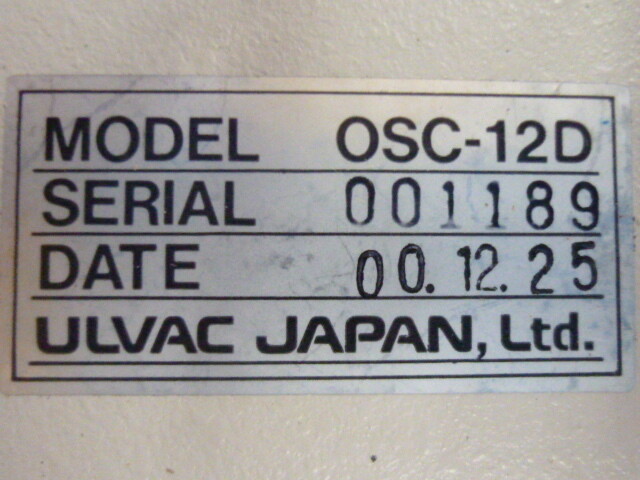 MODEL OSC-12D
SERIAL 001189
DATE 00.12.25
ULVAC JAPAN, Ltd.